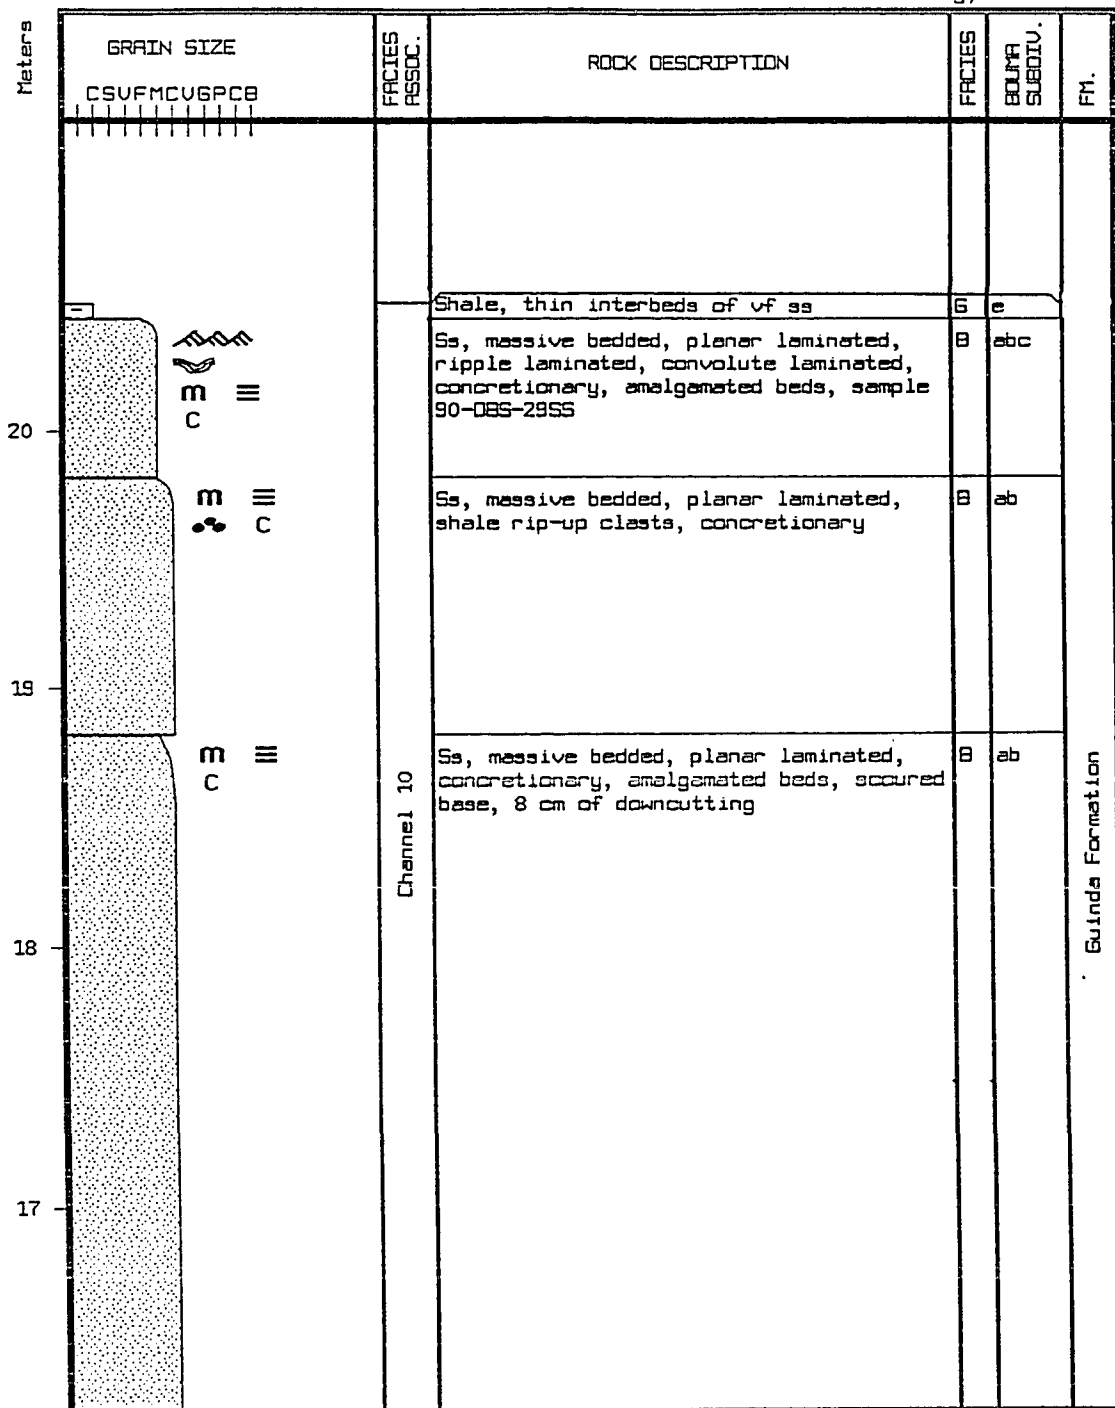 Meters
GRAIN SIZE
CSVFMCVGPCB
FACIES
ASSOC.
ROCK DESCRIPTION
FACIES
BOUMA
SUBDIV.
FM.
Shale, thin interbeds of vf ss
G
e
Ss, massive bedded, planar laminated,
ripple laminated, convolute laminated,
concretionary, amalgamated beds, sample
90-DBS-29SS
B
abc
m
C
20
Ss, massive bedded, planar laminated,
shale rip-up clasts, concretionary
B
ab
m
C
19
Ss, massive bedded, planar laminated,
concretionary, amalgamated beds, scoured
base, 8 cm of downcutting
B
ab
m
C
Channel 10
Guinda Formation
18
17